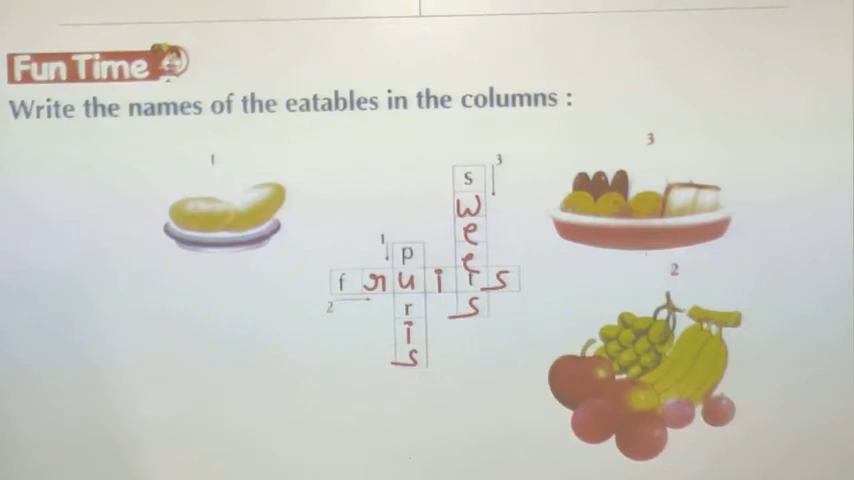 Fun Time
Write the names of the eatables in the columns :
1
3
3
s
w
e
1
p
e
f r u i t s
2
2
r
s
i
s